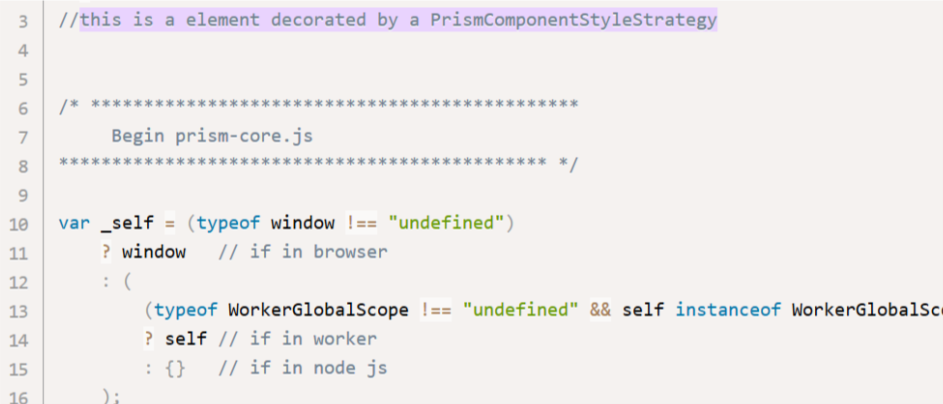 3 //this is a element decorated by a PrismComponentStyleStrategy
4
5
6 /* **********************************************
7 Begin prism-core.js
8 ********************************************** */
9
10 var _self = (typeof window !== "undefined")
11 ? window // if in browser
12 : (
13 (typeof WorkerGlobalScope !== "undefined" && self instanceof
14 ? self // if in worker
15 : {} // if in node js
16 );